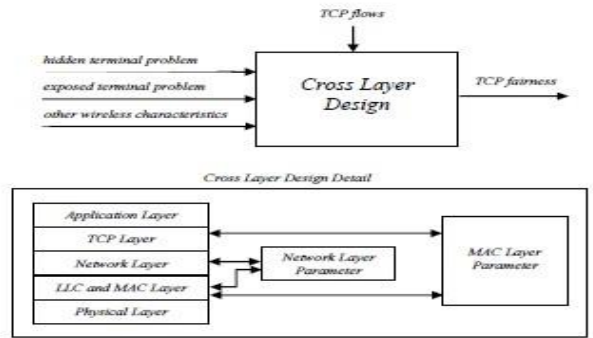 TCP flows
hidden terminal problem
exposed terminal problem
other wireless characteristics
Cross Layer
Design
TCP fairness
Cross Layer Design Detail
Application Layer
TCP Layer
Network Layer
LLC and MAC Layer
Physical Layer
Network Layer
Parameter
MAC Layer
Parameter